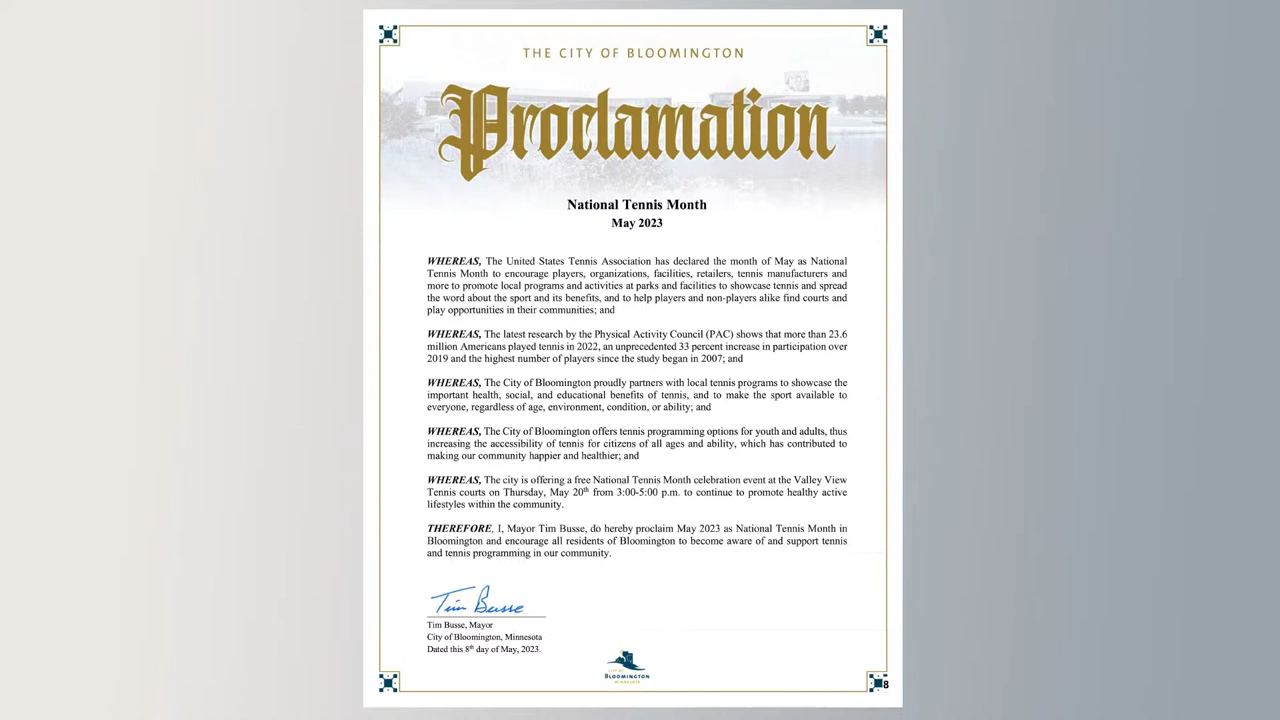 THE CITY OF BLOOMINGTON
Proclamation
National Tennis Month
May 2023
WHEREAS, The United States Tennis Association has declared the month of May as National
Tennis Month to encourage players, organizations, facilities, retailers, tennis manufacturers and
more to promote local programs and activities at parks and facilities to showcase tennis and spread
the word about the sport and its benefits, and to help players and non-players alike find courts and
play opportunities in their communities; and
WHEREAS, The latest research by the Physical Activity Council (PAC) shows that more than 23.6
million Americans played tennis in 2022, an unprecedented 33 percent increase in participation over
2019 and the highest number of players since the study began in 2007; and
WHEREAS, The City of Bloomington proudly partners with local tennis programs to showcase the
important health, social, and educational benefits of tennis, and to make the sport available to
everyone, regardless of age, environment, condition, or ability; and
WHEREAS, The City of Bloomington offers tennis programming options for youth and adults, thus
increasing the accessibility of tennis for citizens of all ages and ability, which has contributed to
making our community happier and healthier; and
WHEREAS, The city is offering a free National Tennis Month celebration event at the Valley View
Tennis courts on Thursday, May 20th from 3:00-5:00 p.m. to continue to promote healthy active
lifestyles within the community.
THEREFORE, I, Mayor Tim Busse, do hereby proclaim May 2023 as National Tennis Month in
Bloomington and encourage all residents of Bloomington to become aware of and support tennis
and tennis programming in our community.
Tim Busse
Tim Busse, Mayor
City of Bloomington, Minnesota
Dated this 8th day of May, 2023.
CITY OF
BLOOMINGTON
MINNESOTA
8